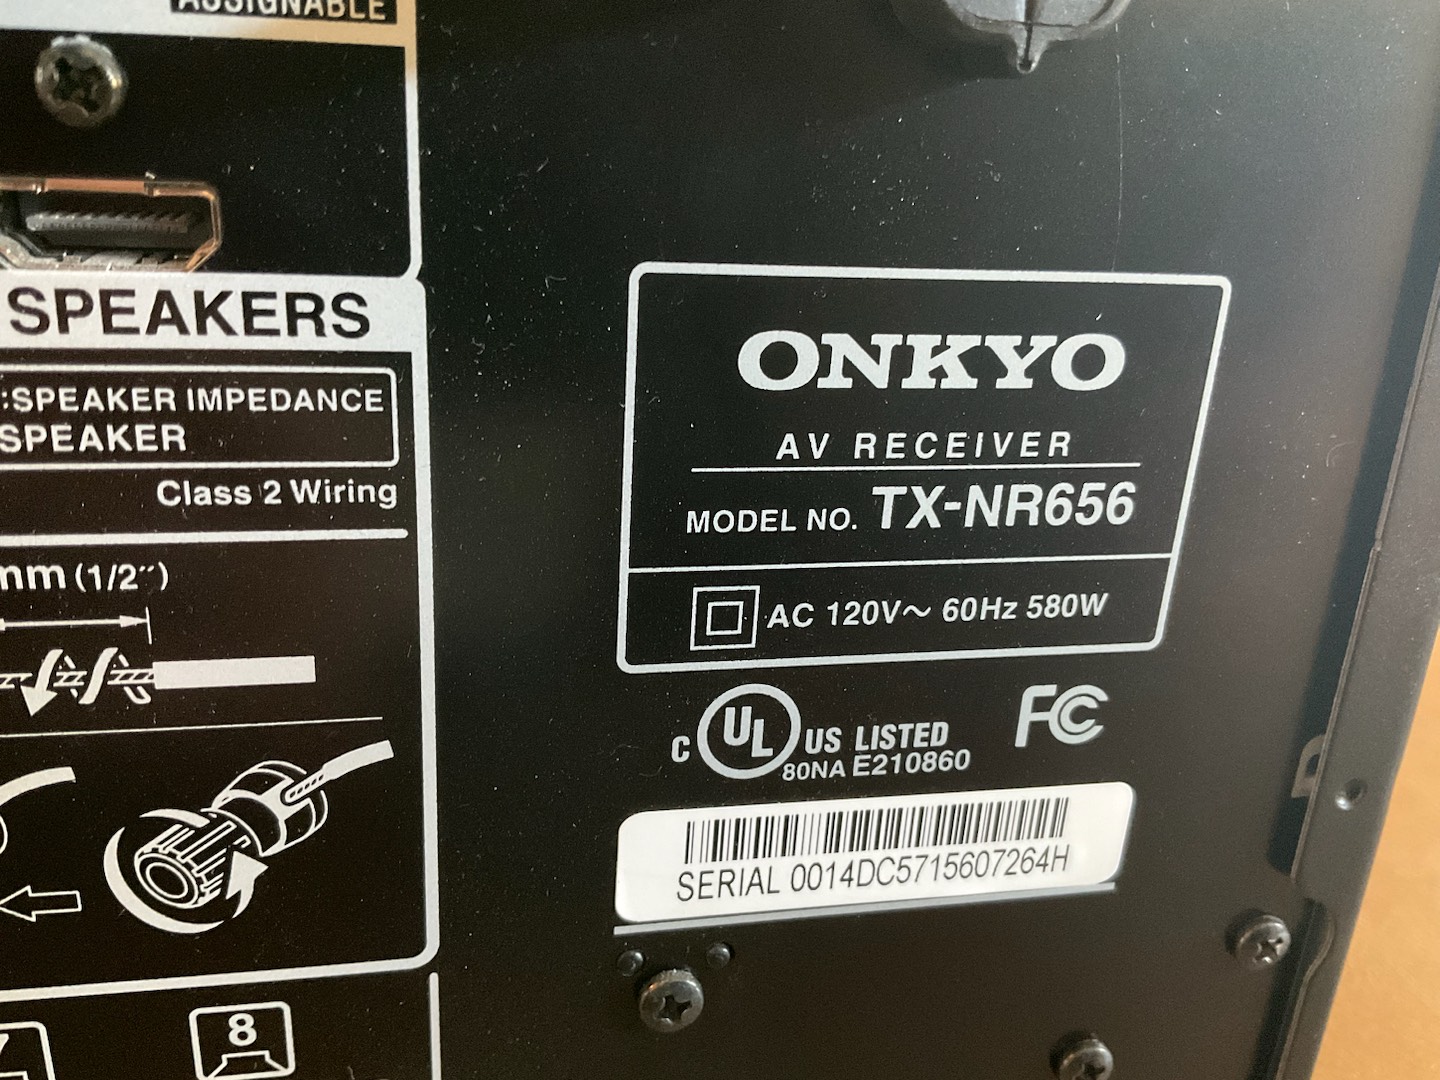 ASSIGNABLE
SPEAKERS
:SPEAKER IMPEDANCE
SPEAKER
Class 2 Wiring
mm (1/2″)
8
ONKYO
AV RECEIVER
MODEL NO. TX-NR656
AC 120V~ 60Hz 580W
C UL US LISTED
80NA E210860
FC
SERIAL 0014DC5715607264H